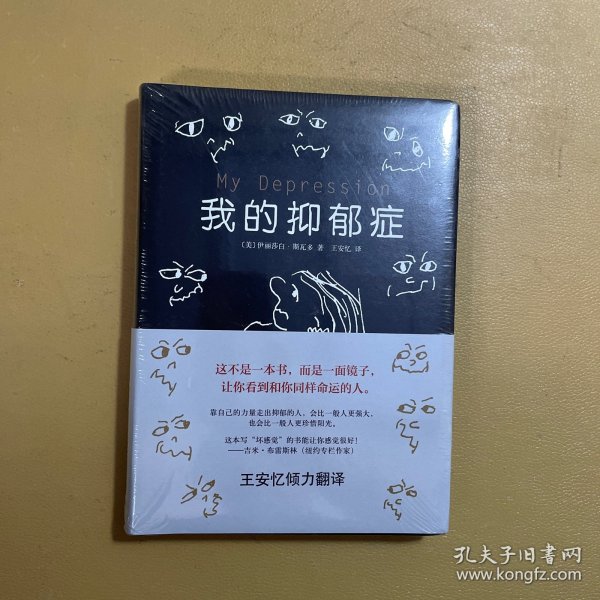 My Depression
我的抑郁症
〔美〕伊丽莎白·斯瓦多 著 王安忆 译
这不是一本书，而是一面镜子，
让你看到和你同样命运的人。
靠自己的力量走出抑郁的人，会比一般人更强大，
也会比一般人更珍惜阳光。
这本写“坏感觉”的书能让你感觉很好！
——吉米·布雷斯林（纽约专栏作家）
王安忆倾力翻译
孔夫子旧书网
www.kongfz.com